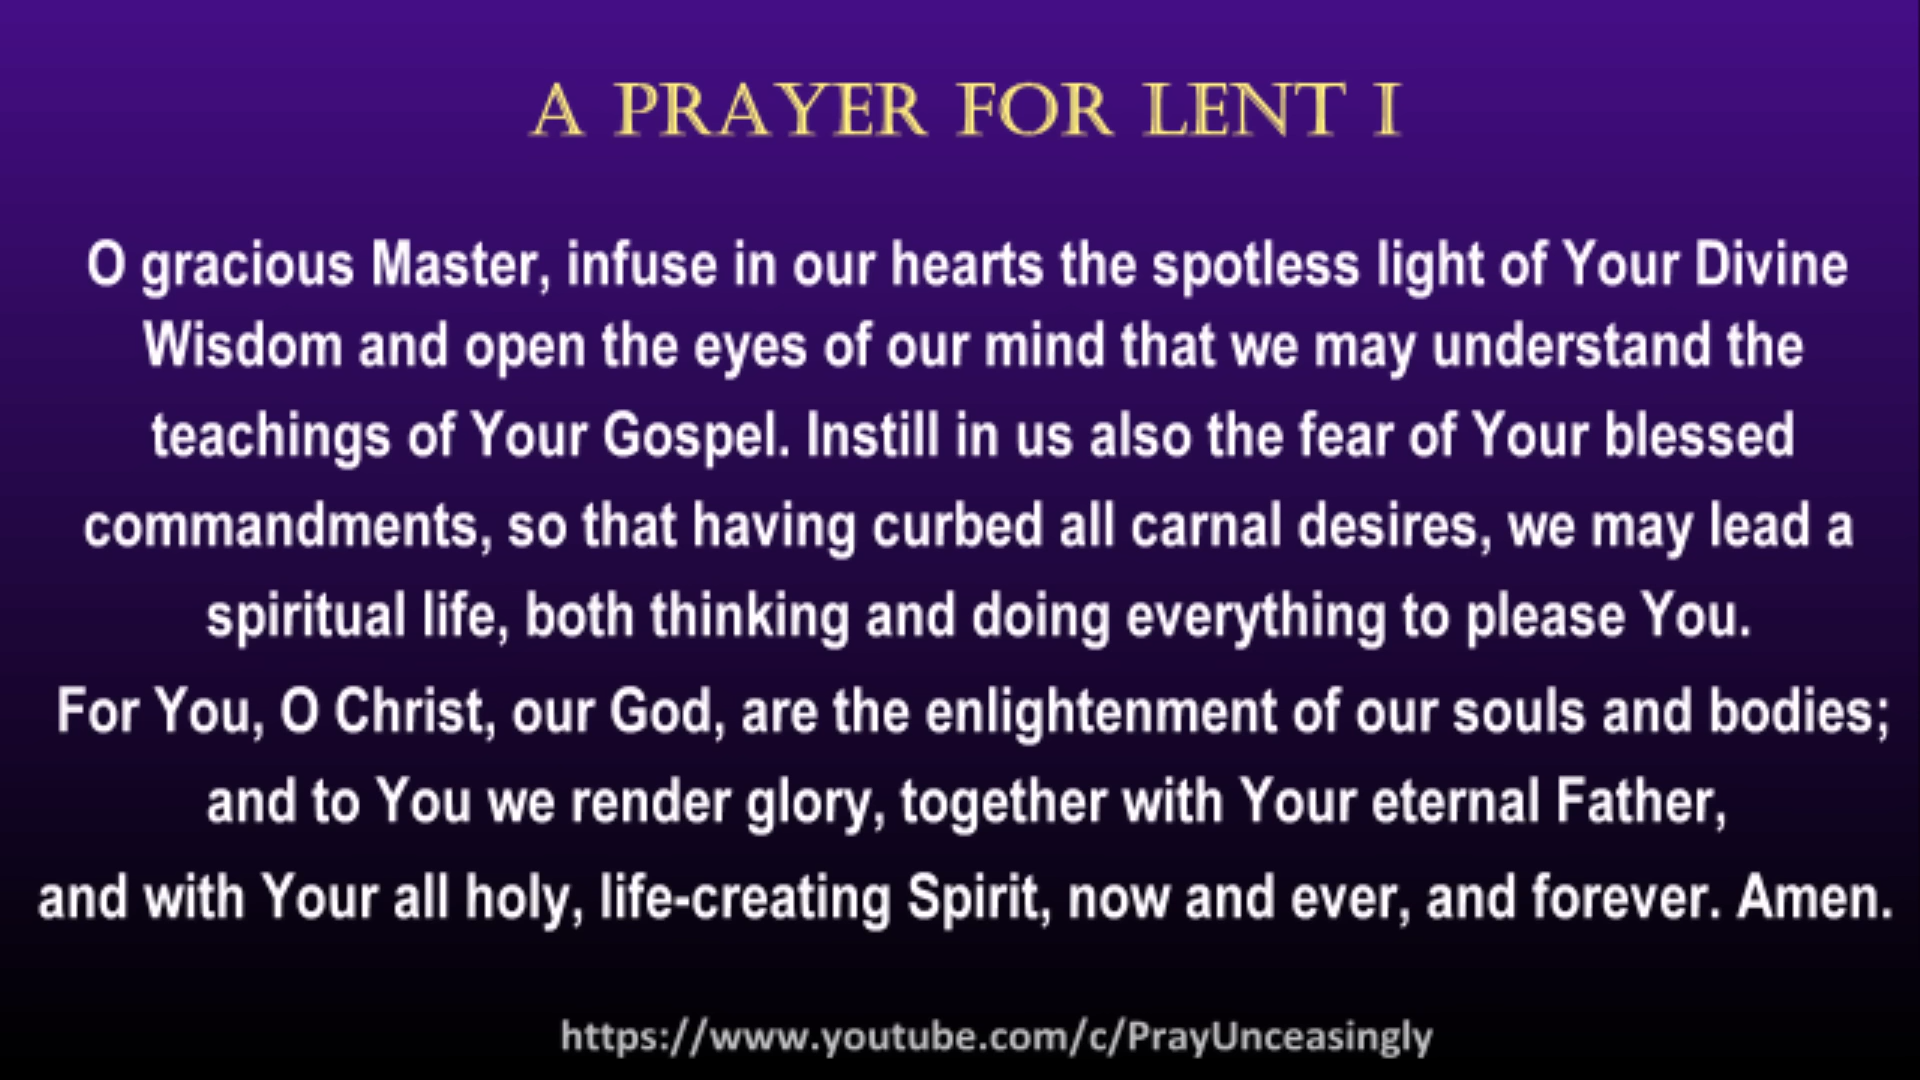 A PRAYER FOR LENT I
O gracious Master, infuse in our hearts the spotless light of Your Divine
Wisdom and open the eyes of our mind that we may understand the
teachings of Your Gospel. Instill in us also the fear of Your blessed
commandments, so that having curbed all carnal desires, we may lead a
spiritual life, both thinking and doing everything to please You.
For You, O Christ, our God, are the enlightenment of our souls and bodies;
and to You we render glory, together with Your eternal Father,
and with Your all holy, life-creating Spirit, now and ever, and forever. Amen.
https://www.youtube.com/c/PrayUnceasingly